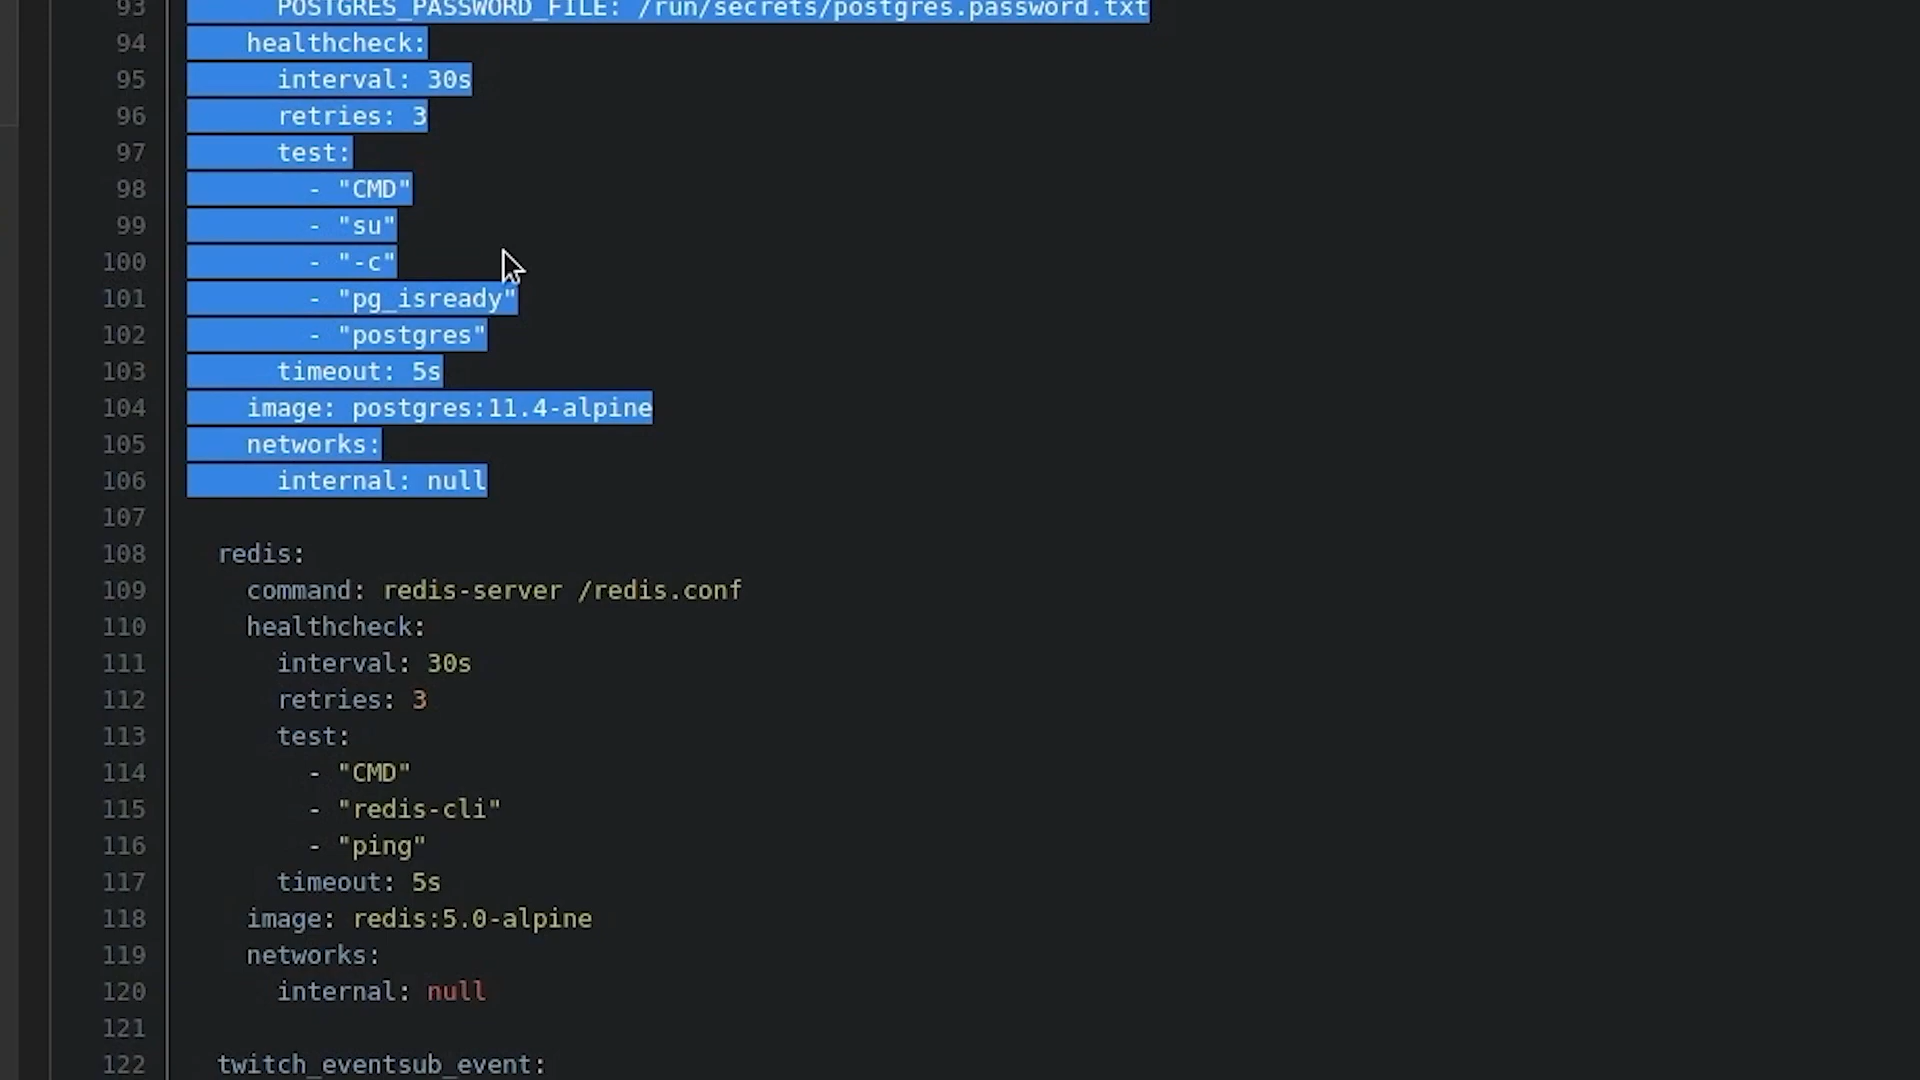 93 POSTGRES_PASSWORD_FILE: /run/secrets/postgres.password.txt
94 healthcheck:
95 interval: 30s
96 retries: 3
97 test:
98 - "CMD"
99 - "su"
100 - "-c"
101 - "pg_isready"
102 - "postgres"
103 timeout: 5s
104 image: postgres:11.4-alpine
105 networks:
106 internal: null
107
108 redis:
109 command: redis-server /redis.conf
110 healthcheck:
111 interval: 30s
112 retries: 3
113 test:
114 - "CMD"
115 - "redis-cli"
116 - "ping"
117 timeout: 5s
118 image: redis:5.0-alpine
119 networks:
120 internal: null
121
122 twitch_eventsub_event: